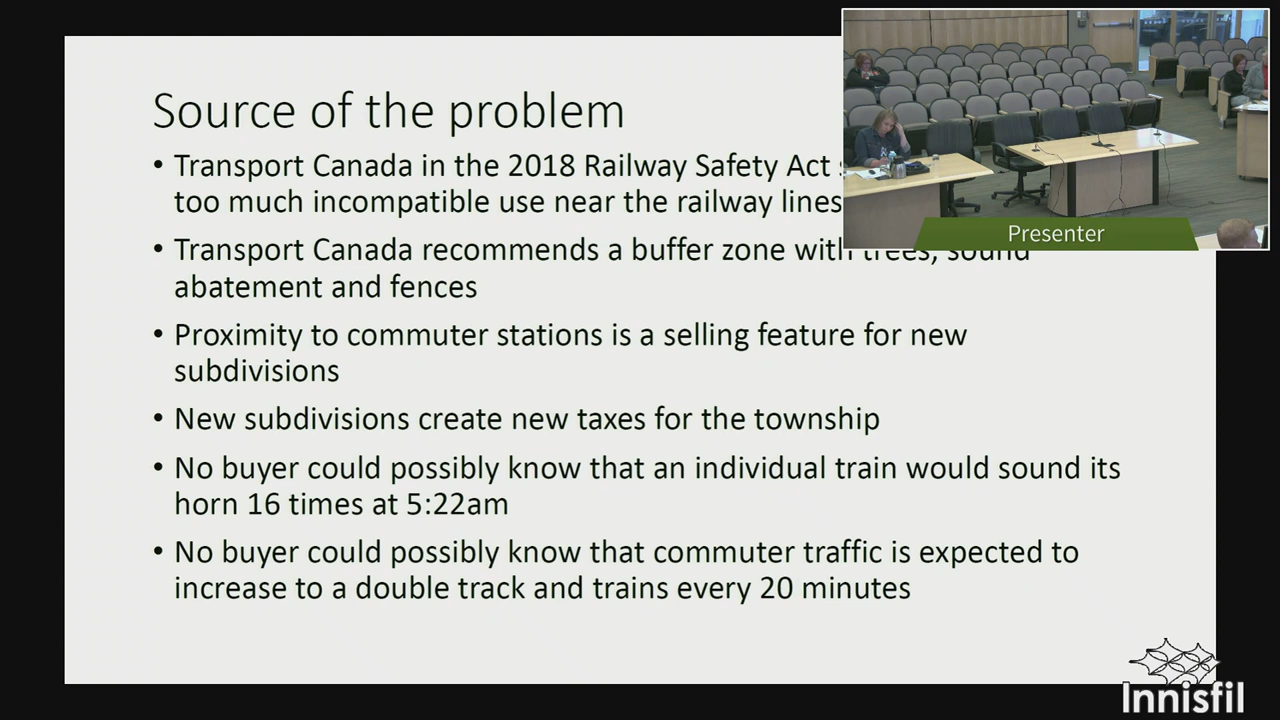 Source of the problem
• Transport Canada in the 2018 Railway Safety Act
too much incompatible use near the railway lines
• Transport Canada recommends a buffer zone with trees, sound
abatement and fences
• Proximity to commuter stations is a selling feature for new
subdivisions
• New subdivisions create new taxes for the township
• No buyer could possibly know that an individual train would sound its
horn 16 times at 5:22am
• No buyer could possibly know that commuter traffic is expected to
increase to a double track and trains every 20 minutes
Presenter
Innisfil